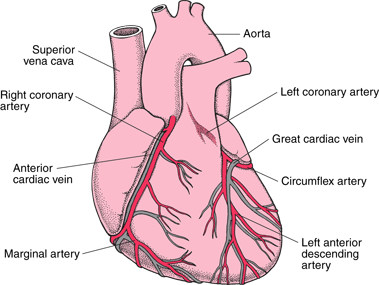 Superior
vena cava
Right coronary
artery
Anterior
cardiac vein
Marginal artery
Aorta
Left coronary artery
Great cardiac vein
Circumflex artery
Left anterior
descending
artery